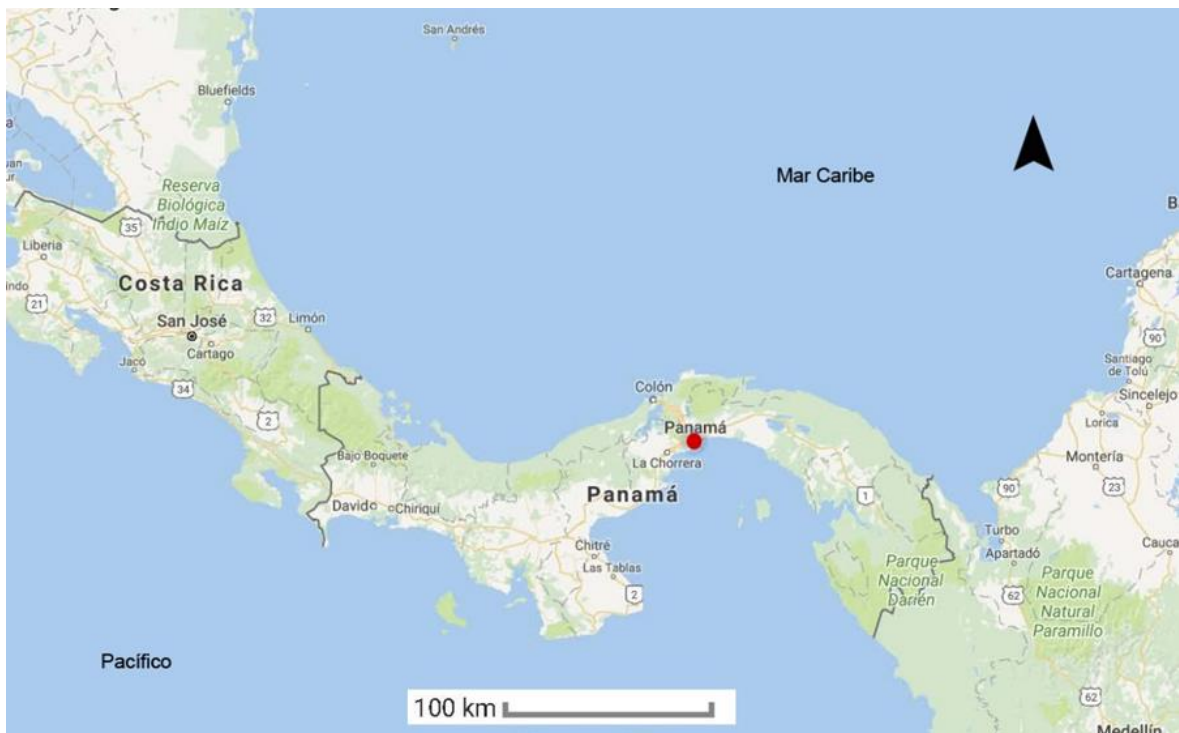 San Andrés
Bluefields
Mar Caribe
Reserva
Biológica
Indio Maíz
35
Liberia
Costa Rica
Cartagena
21
San José
32
Limón
Cartago
90
Jacó
34
Santiago
de Tolú
Colón
Sincelejo
2
Panamá
Lorica
Bajo Boquete
La Chorrera
Montería
Panamá
1
90
23
David
Chiriquí
Turbo
Chitré
Apartadó
Cauca
Las Tablas
Parque
Nacional
Darién
2
62
Parque
Nacional
Natural
Paramillo
Pacífico
62
100 km
Medellín